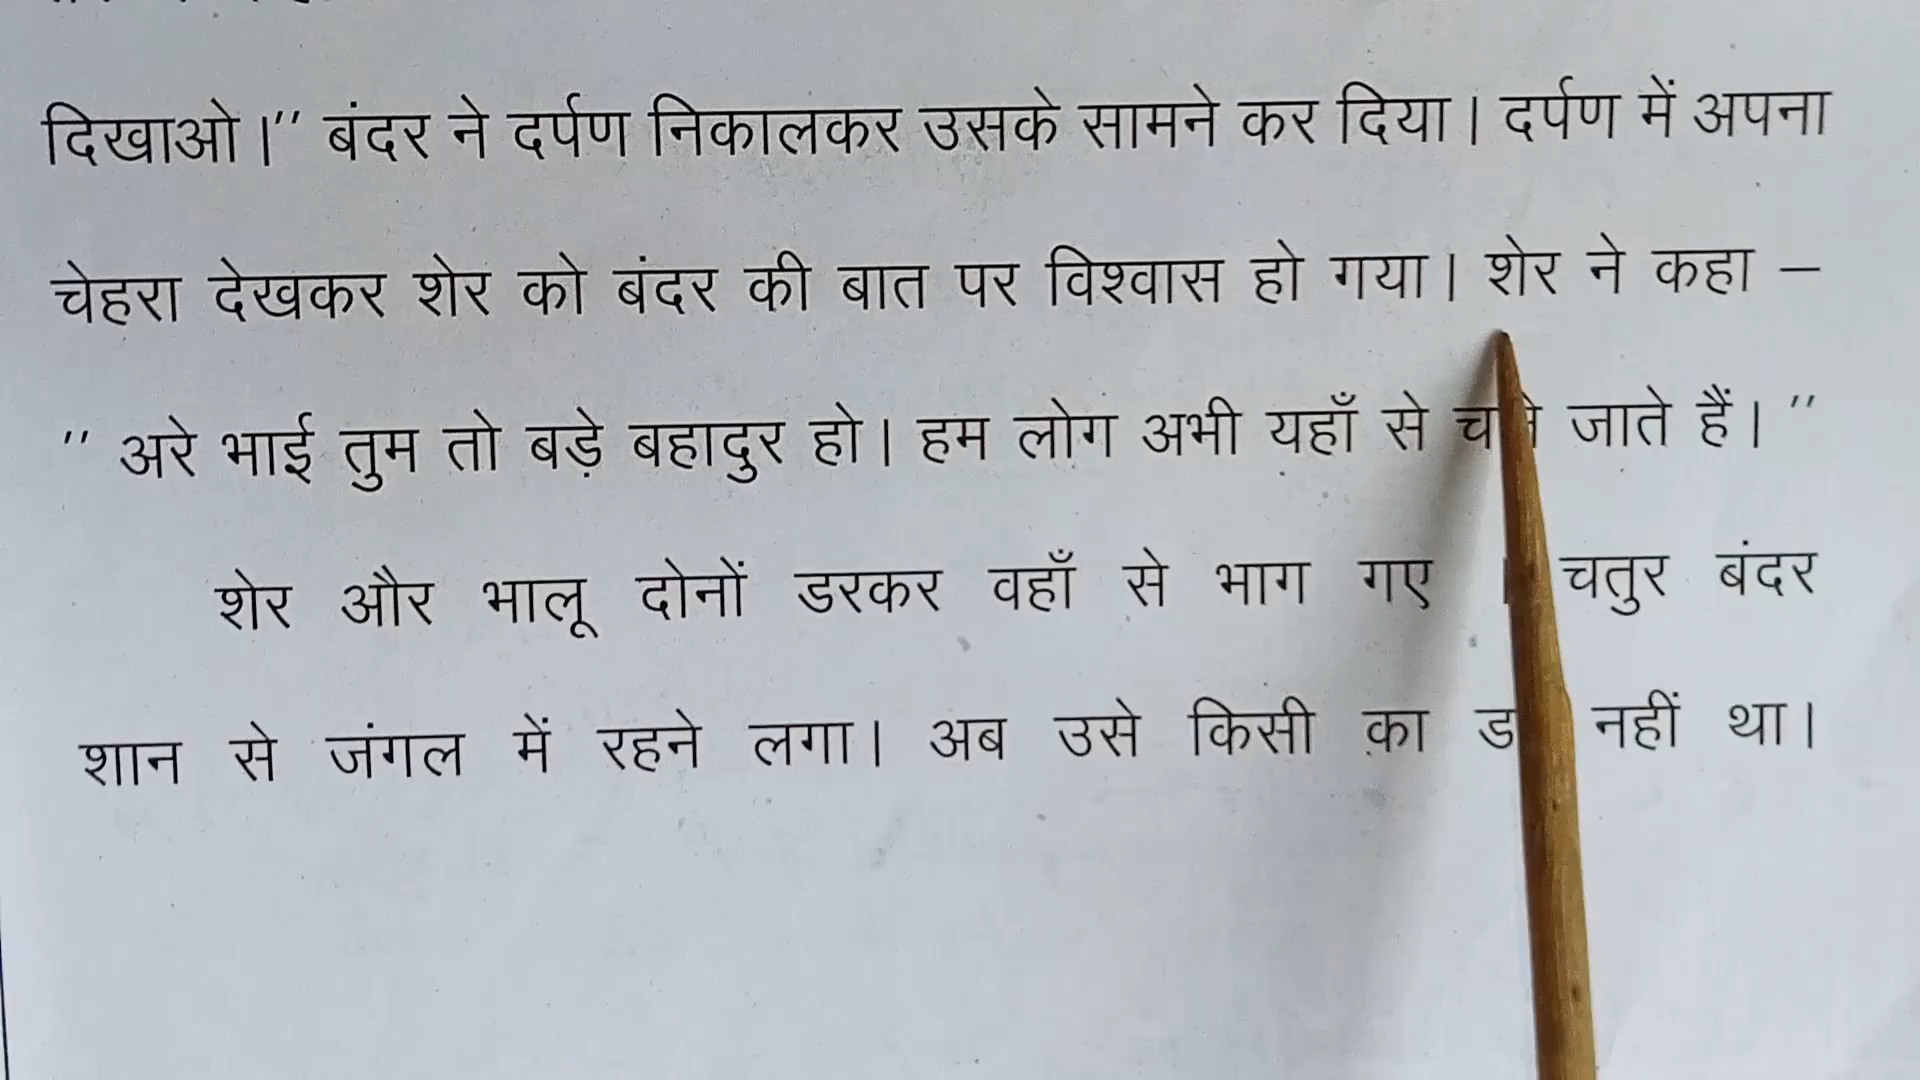 दिखाओ।” बंदर ने दर्पण निकालकर उसके सामने कर दिया। दर्पण में अपना
चेहरा देखकर शेर को बंदर की बात पर विश्वास हो गया। शेर ने कहा –
” अरे भाई तुम तो बड़े बहादुर हो। हम लोग अभी यहाँ से जाते हैं। ”
शेर और भालू दोनों डरकर वहाँ से भाग गए । चतुर बंदर
शान से जंगल में रहने लगा। अब उसे किसी का नहीं था।